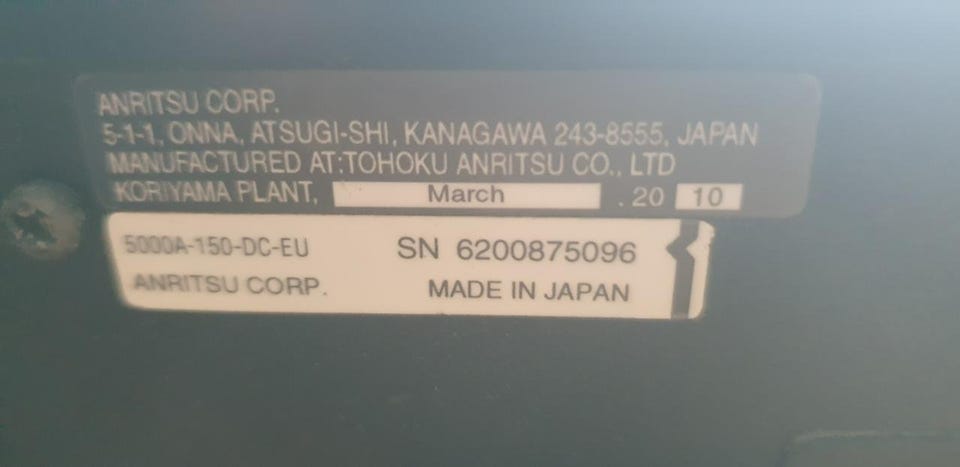 ANRITSU CORP.
5-1-1, ONNA, ATSUGI-SHI, KANAGAWA 243-8555, JAPAN
MANUFACTURED AT:TOHOKU ANRITSU CO., LTD
KORIYAMA PLANT, March . 20 10
5000A-150-DC-EU SN 6200875096
ANRITSU CORP. MADE IN JAPAN